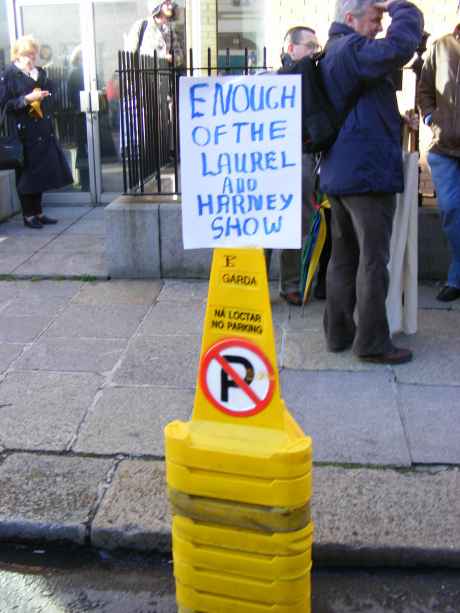 ENOUGH
OF THE
LAUREL
AND
HARNEY
SHOW
E
GARDA
NÁ LOCTAR
NO PARKING
P